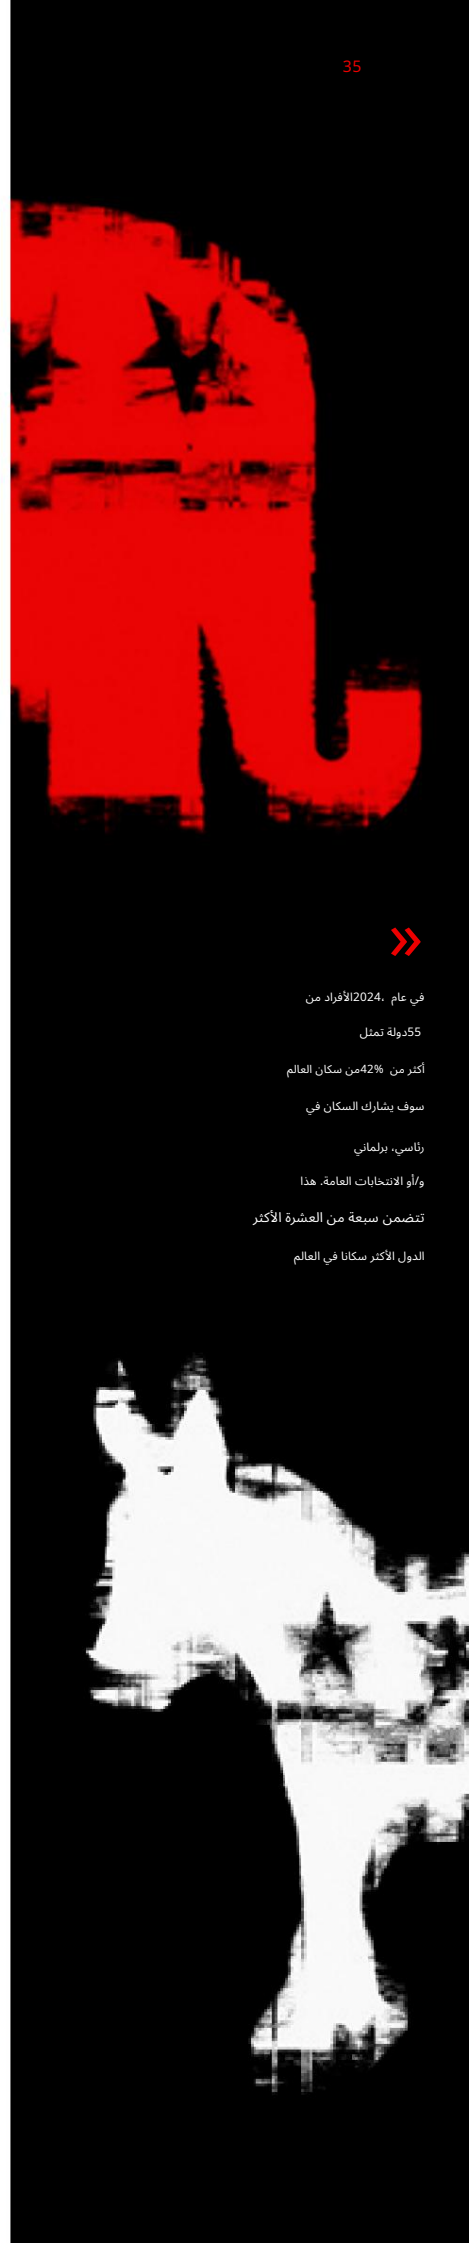 35
»
في عام 2024، الأفراد من
55 دولة تمثل
أكثر من 42% من سكان العالم
سوف يشارك السكان في
رئاسي، برلماني
و/أو الانتخابات العامة. هذا
تتضمن سبعة من العشرة الأكثر
الدول الأكثر سكانا في العالم